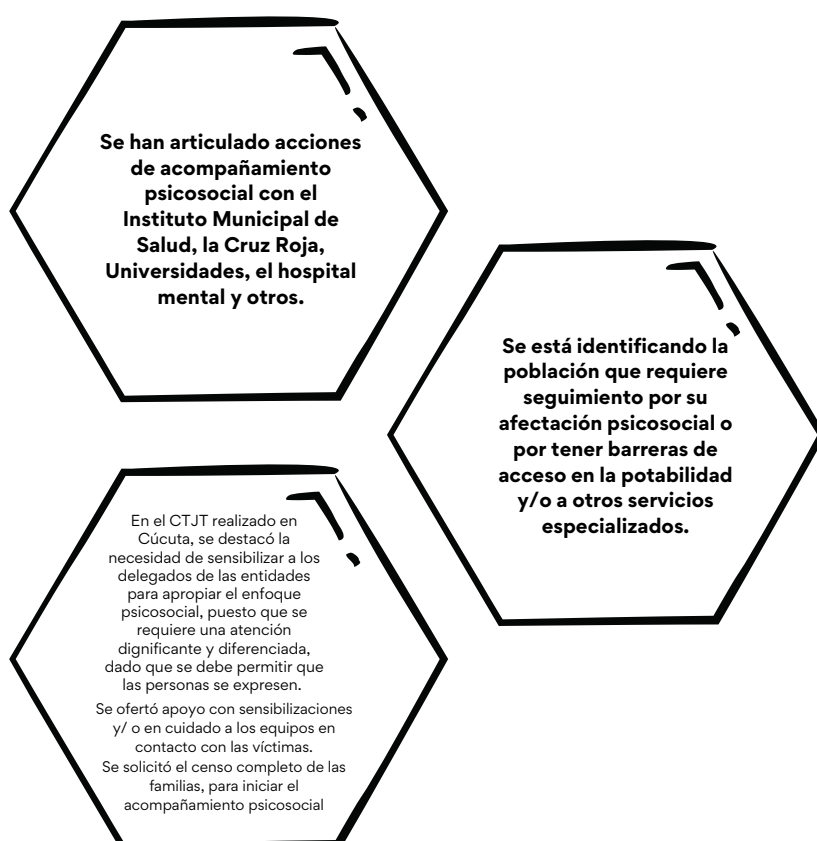 Se han articulado acciones
de acompañamiento
psicosocial con el
Instituto Municipal de
Salud, la Cruz Roja,
Universidades, el hospital
mental y otros.
Se está identificando la
población que requiere
seguimiento por su
afectación psicosocial o
por tener barreras de
acceso en la potabilidad
y/o a otros servicios
especializados.
En el CTJT realizado en
Cúcuta, se destacó la
necesidad de sensibilizar a los
delegados de las entidades
para apropiar el enfoque
psicosocial, puesto que se
requiere una atención
dignificante y diferenciada,
dado que se debe permitir que
las personas se expresen.
Se ofertó apoyo con sensibilizaciones
y/ o en cuidado a los equipos en
contacto con las víctimas.
Se solicitó el censo completo de las
familias, para iniciar el
acompañamiento psicosocial